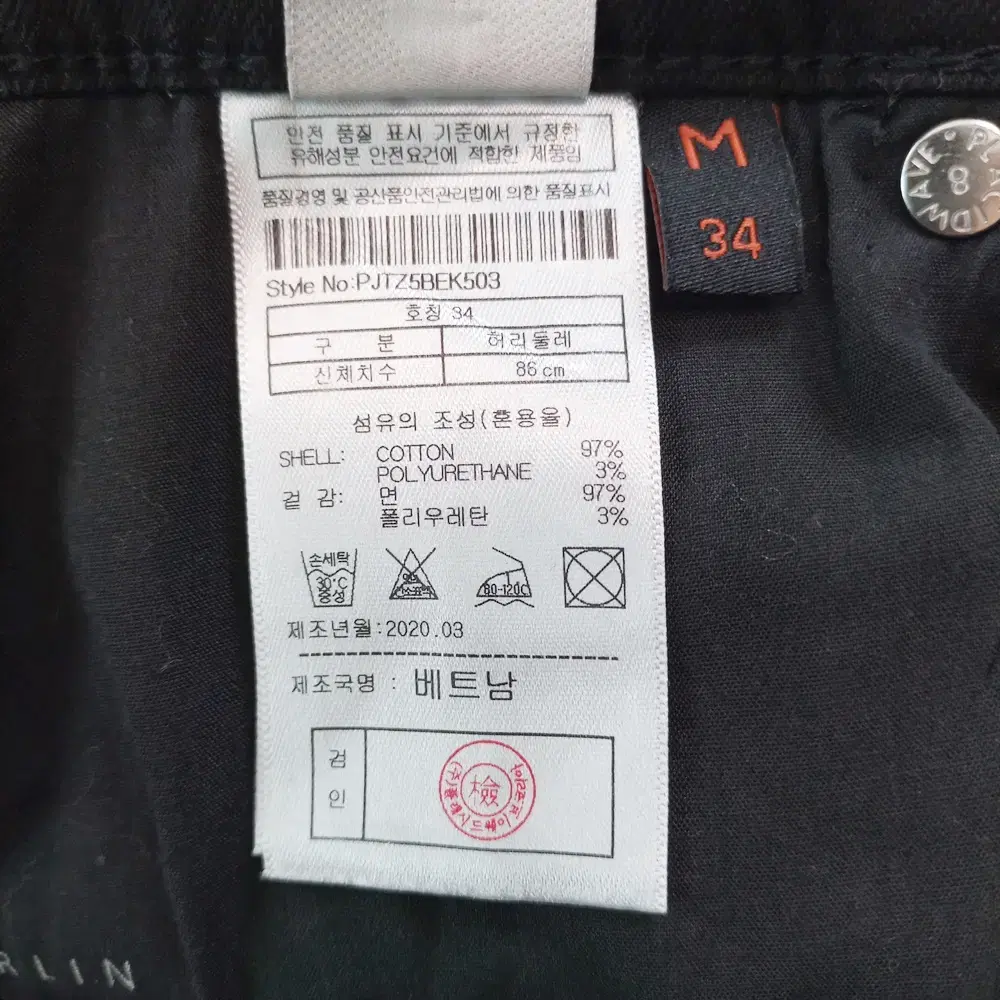 안전 품질 표시 기준에서 규정한
유해성분 안전요건에 적합한 제품임
품질경영 및 공산품안전관리법에 의한 품질표시
Style No:PJTZ5BEK503
호칭 34
구 분 허리둘레
신체치수 86 cm
섬유의 조성(혼용율)
SHELL: COTTON 97%
POLYURETHANE 3%
겉 감: 면 97%
폴리우레탄 3%
손세탁
30°C
중성
염소표백
80-120C
제조년월:2020.03
제조국명 : 베트남
검
인
檢
M
34
8
RLIN